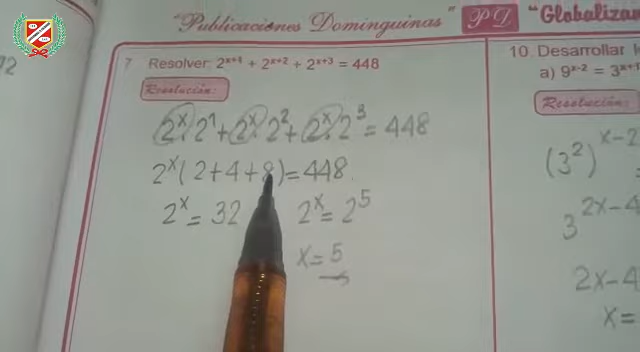 "Publicaciones Dominguinas" PD "Globaliza
7 Resolver: 2ˣ⁺¹ + 2ˣ⁺² + 2ˣ⁺³ = 448
Resolución:
2ˣ·2¹ + 2ˣ·2² + 2ˣ·2³ = 448
2ˣ(2+4+8) = 448.
2ˣ = 32 2ˣ = 2⁵
x = 5
10. Desarrollar
a) 9ˣ⁻² = 3ˣ⁺
Resolución:
(3²)ˣ⁻² =
3²ˣ⁻⁴
2x-4
x=